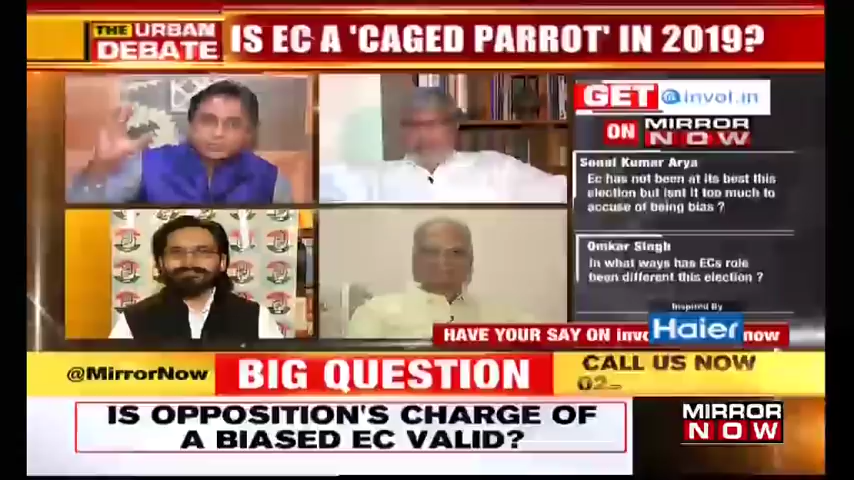 THE URBAN
DEBATE
IS EC A 'CAGED PARROT' IN 2019?
GET @invol.in
ON MIRROR
NOW
Sonal Kumar Arya
Ec has not been at its best this
election but isnt it too much to
accuse of being bias ?
Omkar Singh
In what ways has ECs role
been different this election ?
Inspired By
Haier
HAVE YOUR SAY ON invo now
@MirrorNow
BIG QUESTION
CALL US NOW
02-
IS OPPOSITION'S CHARGE OF
A BIASED EC VALID?
MIRROR
NOW